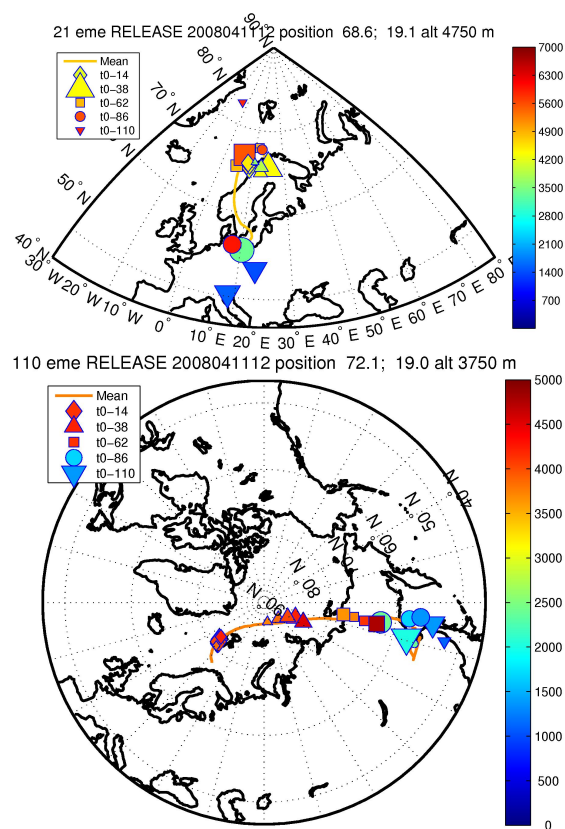 21 eme RELEASE 2008041112 position 68.6; 19.1 alt 4750 m
Mean
t0-14
t0-38
t0-62
t0-86
t0-110
90°N
80°N
70°N
50°N
40°N
30°W
20°W
10°W
0°
10°E
20°E
30°E
40°E
50°E
60°E
70°E
80°E
7000
6300
5600
4900
4200
3500
2800
2100
1400
700
110 eme RELEASE 2008041112 position 72.1; 19.0 alt 3750 m
Mean
t0-14
t0-38
t0-62
t0-86
t0-110
40
50 N
60 N
80 N
90 N
5000
4500
4000
3500
3000
2500
2000
1500
1000
500
0